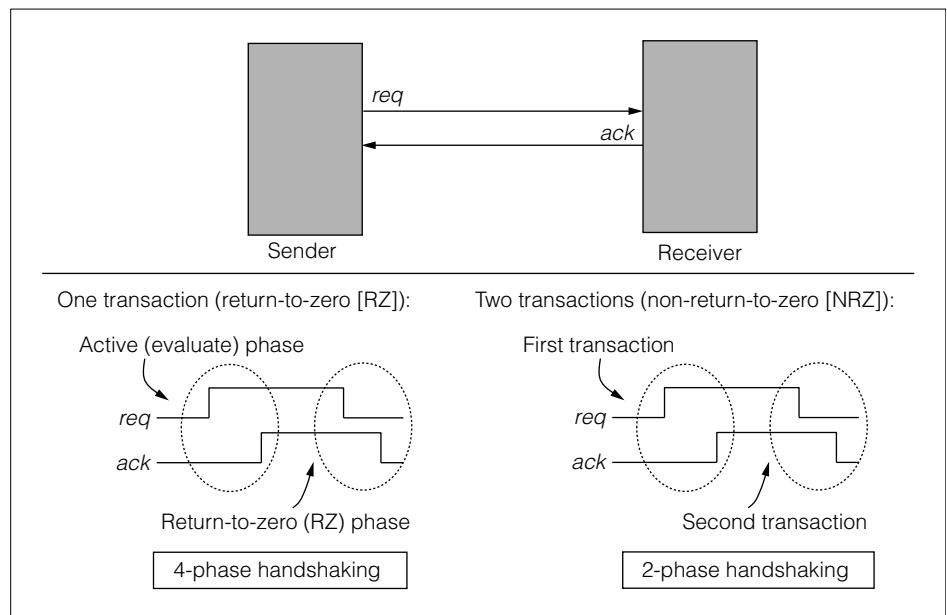 req
ack
Sender
Receiver
One transaction (return-to-zero [RZ]):
Active (evaluate) phase
req
ack
Return-to-zero (RZ) phase
4-phase handshaking
Two transactions (non-return-to-zero [NRZ]):
First transaction
req
ack
Second transaction
2-phase handshaking